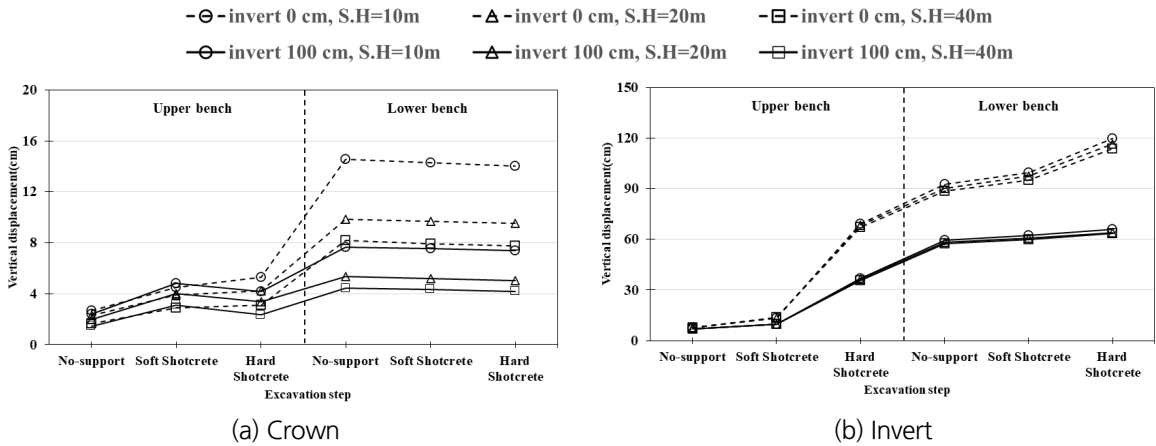 invert 0 cm, S.H=10m invert 0 cm, S.H=20m invert 0 cm, S.H=40m
invert 100 cm, S.H=10m invert 100 cm, S.H=20m invert 100 cm, S.H=40m
20
16
12
8
4
0
Vertical displacement(cm)
Upper bench Lower bench
No-support Soft Shotcrete Hard Shotcrete No-support Soft Shotcrete Hard Shotcrete
Excavation step
(a) Crown
150
120
90
60
30
0
Vertical displacement(cm)
Upper bench Lower bench
No-support Soft Shotcrete Hard Shotcrete No-support Soft Shotcrete Hard Shotcrete
Excavation step
(b) Invert